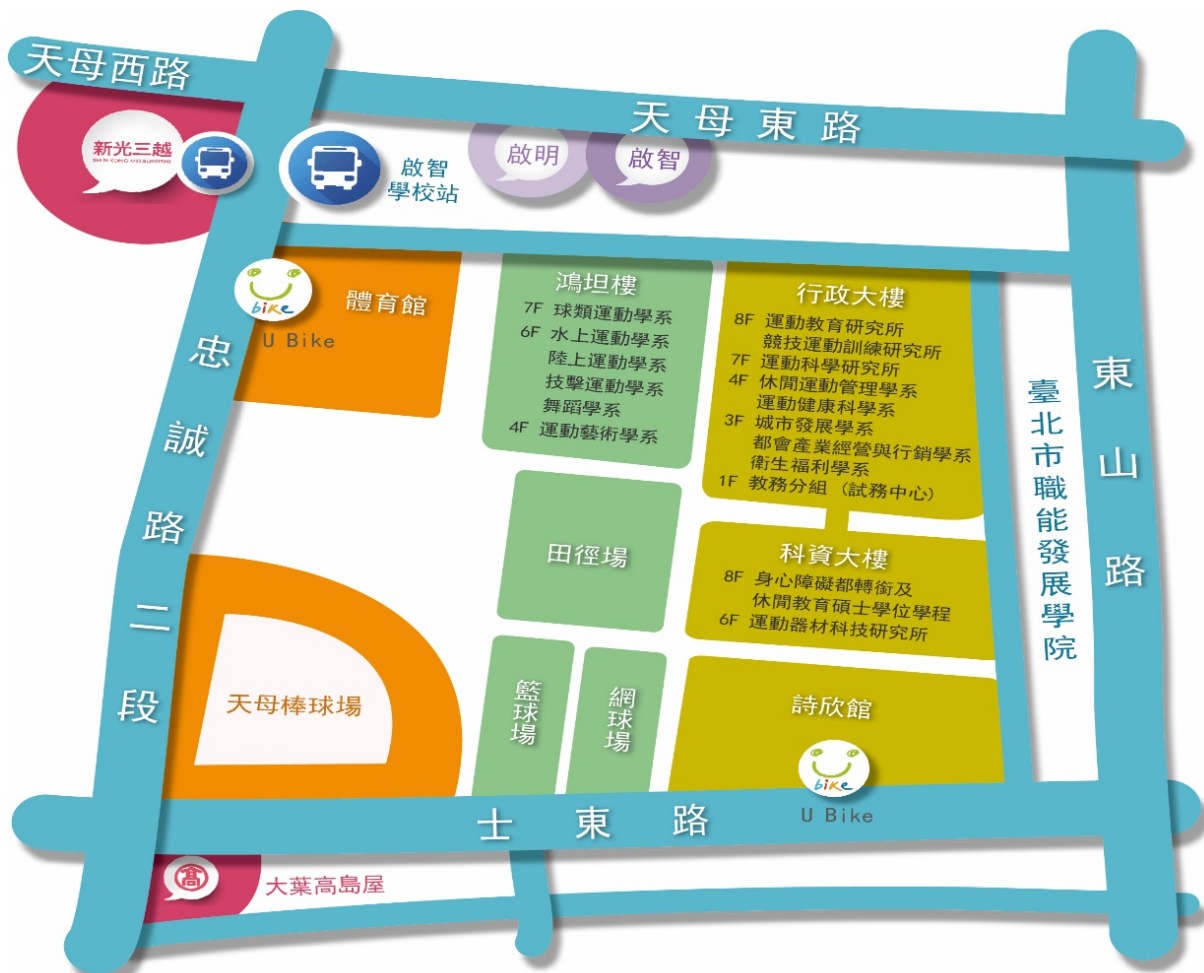 天母西路
天母東路
新光三越
SHIN KONG MITSUKOSHI
啟智
學校站
啟明
啟智
bike
U Bike
體育館
鴻坦樓
7F 球類運動學系
6F 水上運動學系
陸上運動學系
技擊運動學系
舞蹈學系
4F 運動藝術學系
行政大樓
8F 運動教育研究所
競技運動訓練研究所
7F 運動科學研究所
4F 休閒運動管理學系
運動健康科學系
3F 城市發展學系
都會產業經營與行銷學系
衛生福利學系
1F 教務分組 (試務中心)
忠誠路二段
東山路
臺北市職能發展學院
田徑場
科資大樓
8F 身心障礙都轉銜及
休閒教育碩士學位學程
6F 運動器材科技研究所
天母棒球場
籃球場
網球場
詩欣館
bike
U Bike
士東路
髙
大葉高島屋